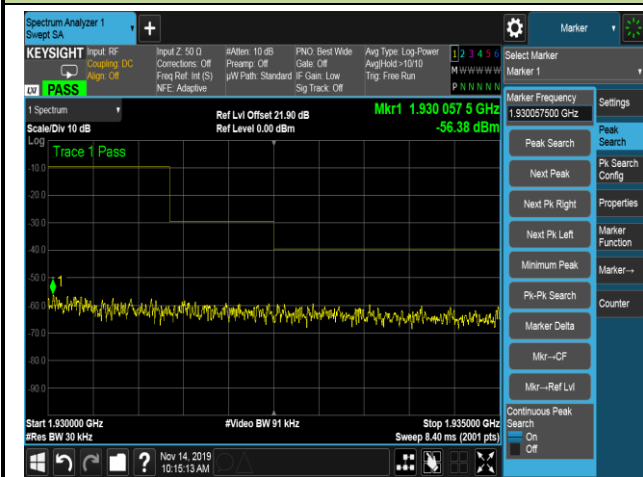 Spectrum Analyzer 1
Swept SA
Marker
KEYSIGHT
Input: RF
Coupling: DC
Align: Off
Input Z: 50 Ω
Corrections: Off
Freq Ref: Int (S)
NFE: Adaptive
#Atten: 10 dB
Preamp: Off
µW Path: Standard
PNO: Best Wide
Gate: Off
IF Gain: Low
Sig Track: Off
Avg Type: Log-Power
Avg|Hold:>10/10
Trig: Free Run
1 2 3 4 5 6
M W W W W W
P N N N N N
LXI
PASS
Select Marker
Marker 1
1 Spectrum
Scale/Div 10 dB
Ref Lvl Offset 21.90 dB
Ref Level 0.00 dBm
Mkr1 1.930 057 5 GHz
-56.38 dBm
Log
Trace 1 Pass
-10.0
-20.0
-30.0
-40.0
-50.0
1
-60.0
-70.0
-80.0
-90.0
Start 1.930000 GHz
#Res BW 30 kHz
#Video BW 91 kHz
Stop 1.935000 GHz
Sweep 8.40 ms (2001 pts)
Marker Frequency
1.930057500 GHz
Peak Search
Next Peak
Next Pk Right
Next Pk Left
Minimum Peak
Pk-Pk Search
Marker Delta
Mkr→CF
Mkr→Ref Lvl
Continuous Peak
Search
On
Off
Settings
Peak
Search
Pk Search
Config
Properties
Marker
Function
Marker→
Counter
?
Nov 14, 2019
10:15:13 AM